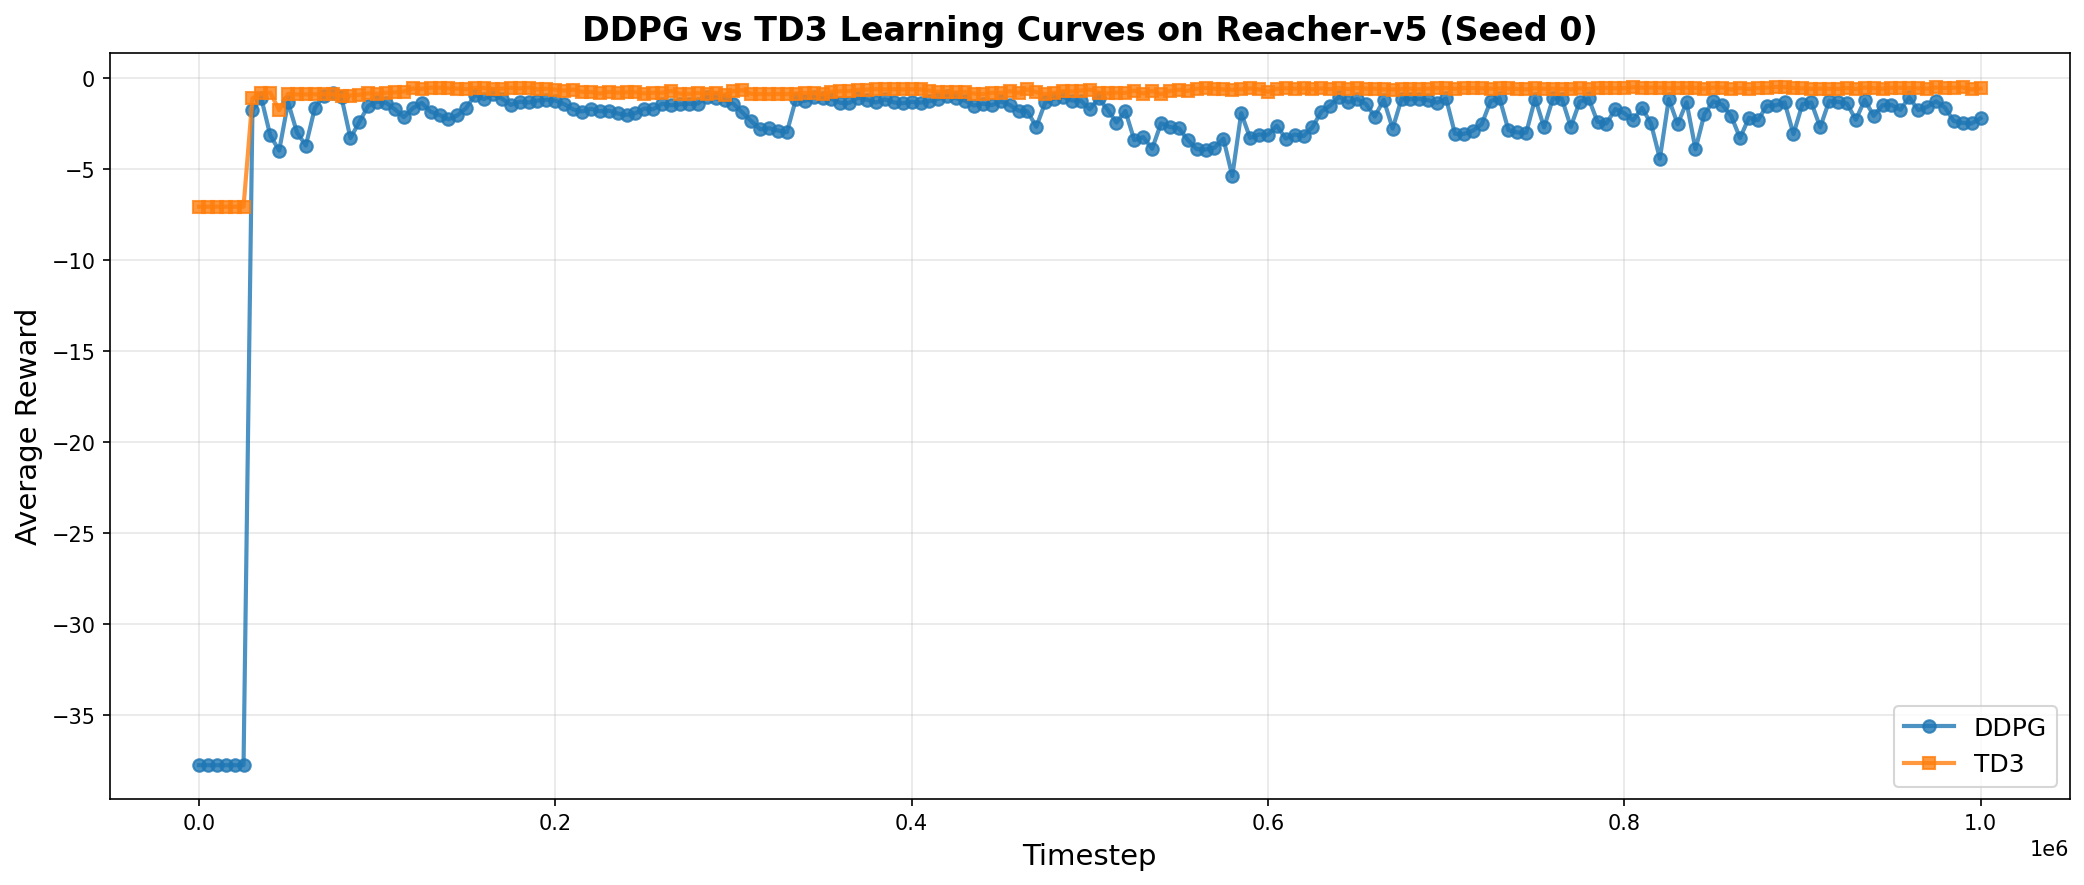 DDPG vs TD3 Learning Curves on Reacher-v5 (Seed 0)
Average Reward
0
−5
−10
−15
−20
−25
−30
−35
0.0
0.2
0.4
0.6
0.8
1.0
1e6
Timestep
DDPG
TD3